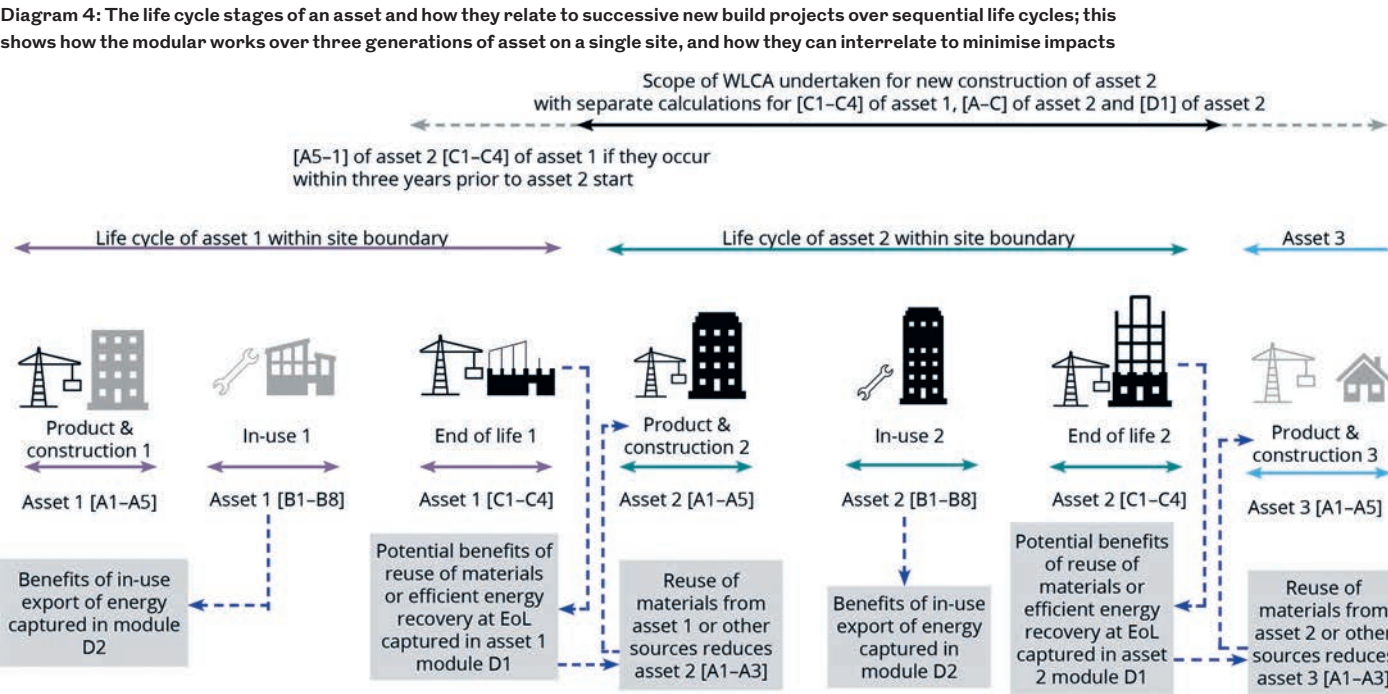 Diagram 4: The life cycle stages of an asset and how they relate to successive new build projects over sequential life cycles; this
shows how the modular works over three generations of asset on a single site, and how they can interrelate to minimise impacts
Scope of WLCA undertaken for new construction of asset 2
with separate calculations for [C1–C4] of asset 1, [A–C] of asset 2 and [D1] of asset 2
[A5–1] of asset 2 [C1–C4] of asset 1 if they occur
within three years prior to asset 2 start
Life cycle of asset 1 within site boundary
Life cycle of asset 2 within site boundary
Asset 3
Product &
construction 1
In-use 1
End of life 1
Product &
construction 2
In-use 2
End of life 2
Product &
construction 3
Asset 1 [A1–A5]
Asset 1 [B1–B8]
Asset 1 [C1–C4]
Asset 2 [A1–A5]
Asset 2 [B1–B8]
Asset 2 [C1–C4]
Asset 3 [A1–A5]
Benefits of in-use
export of energy
captured in module
D2
Potential benefits of
reuse of materials
or efficient energy
recovery at EoL
captured in asset 1
module D1
Reuse of
materials from
asset 1 or other
sources reduces
asset 2 [A1–A3]
Benefits of in-use
export of energy
captured in
module D2
Potential benefits
of reuse of
materials or
efficient energy
recovery at EoL
captured in asset
2 module D1
Reuse of
materials from
asset 2 or other
sources reduces
asset 3 [A1–A3]